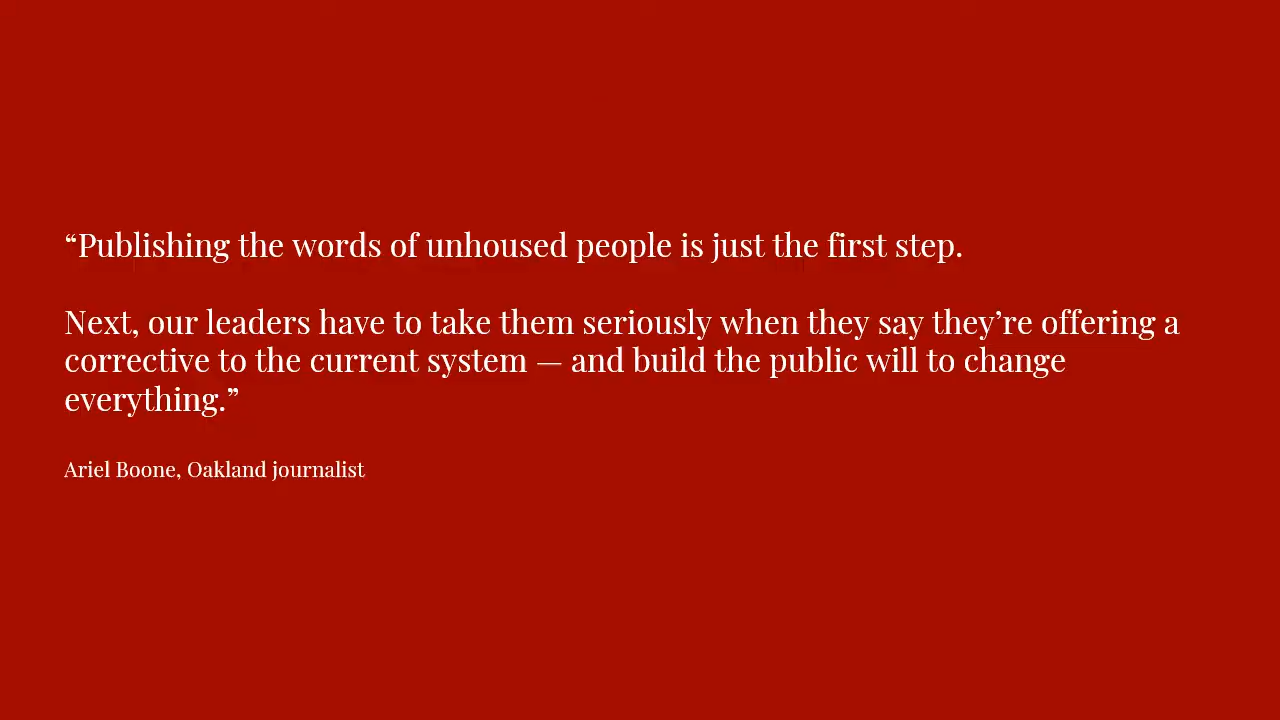 “Publishing the words of unhoused people is just the first step.
Next, our leaders have to take them seriously when they say they’re offering a
corrective to the current system — and build the public will to change
everything.”
Ariel Boone, Oakland journalist